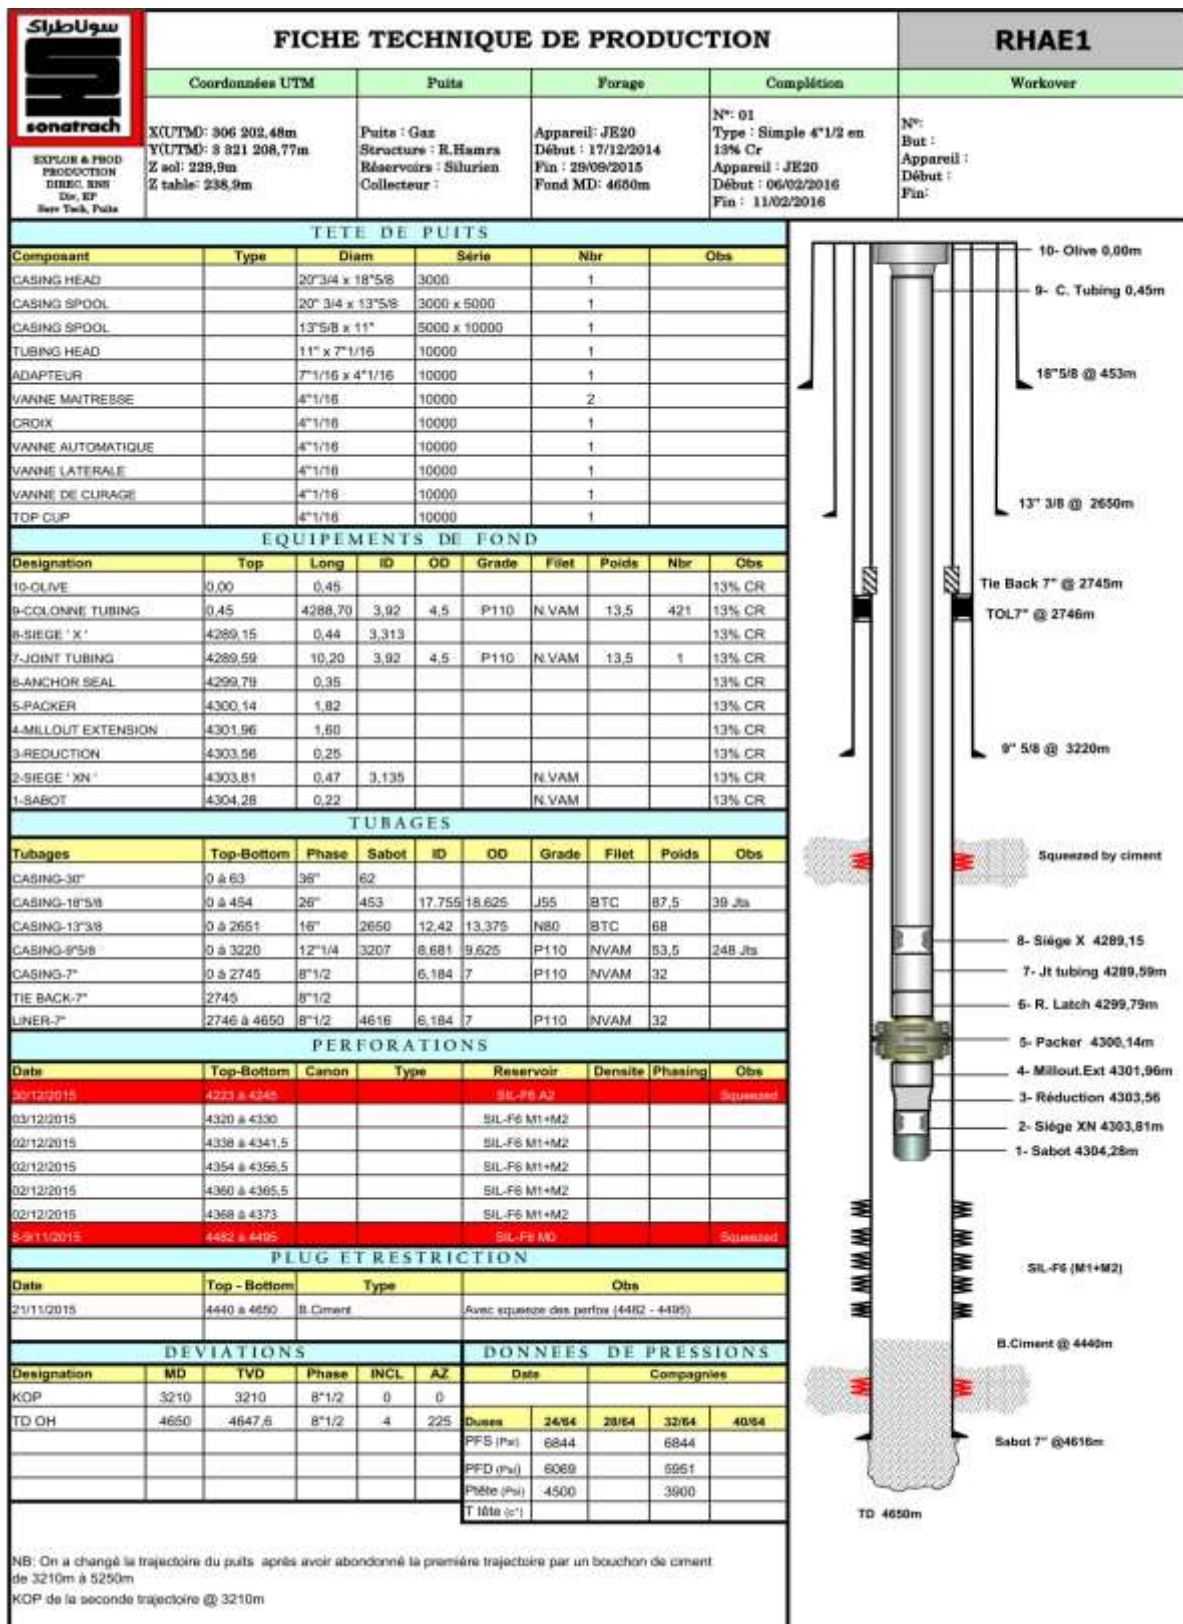 سوناطراك
sonatrach
EXPLOR & PROD
PRODUCTION
DIREC. RNS
Div, EP
Serv Tech, Puits
FICHE TECHNIQUE DE PRODUCTION
RHAE1
Coordonnées UTM
X(UTM): 306 202,48m
Y(UTM): 3 321 208,77m
Z sol: 229,9m
Z table: 238,9m
Puits
Puits : Gaz
Structure : R.Hamra
Réservoirs : Silurien
Collecteur :
Forage
Appareil: JE20
Début : 17/12/2014
Fin : 29/09/2015
Fond MD: 4650m
Complétion
N°: 01
Type : Simple 4"1/2 en
13% Cr
Appareil : JE20
Début : 06/02/2016
Fin : 11/02/2016
Workover
N°:
But :
Appareil :
Début :
Fin:
TETE DE PUITS
Composant Type Diam Série Nbr Obs
CASING HEAD 20"3/4 x 18"5/8 3000 1
CASING SPOOL 20" 3/4 x 13"5/8 3000 x 5000 1
CASING SPOOL 13"5/8 x 11" 5000 x 10000 1
TUBING HEAD 11" x 7"1/16 10000 1
ADAPTEUR 7"1/16 x 4"1/16 10000 1
VANNE MAITRESSE 4"1/16 10000 2
CROIX 4"1/16 10000 1
VANNE AUTOMATIQUE 4"1/16 10000 1
VANNE LATERALE 4"1/16 10000 1
VANNE DE CURAGE 4"1/16 10000 1
TOP CUP 4"1/16 10000 1
EQUIPEMENTS DE FOND
Designation Top Long ID OD Grade Filet Poids Nbr Obs
10-OLIVE 0,00 0,45 13% CR
9-COLONNE TUBING 0,45 4288,70 3,92 4,5 P110 N.VAM 13,5 421 13% CR
8-SIEGE ' X ' 4289,15 0,44 3,313 13% CR
7-JOINT TUBING 4289,59 10,20 3,92 4,5 P110 N.VAM 13,5 1 13% CR
6-ANCHOR SEAL 4299,79 0,35 13% CR
5-PACKER 4300,14 1,82 13% CR
4-MILLOUT EXTENSION 4301,96 1,60 13% CR
3-REDUCTION 4303,56 0,25 13% CR
2-SIEGE ' XN ' 4303,81 0,47 3,135 N.VAM 13% CR
1-SABOT 4304,28 0,22 N.VAM 13% CR
TUBAGES
Tubages Top-Bottom Phase Sabot ID OD Grade Filet Poids Obs
CASING-30" 0 à 63 36" 62
CASING-18"5/8 0 à 454 26" 453 17.755 18,625 J55 BTC 87,5 39 Jts
CASING-13"3/8 0 à 2651 16" 2650 12,42 13,375 N80 BTC 68
CASING-9"5/8 0 à 3220 12"1/4 3207 8,681 9,625 P110 NVAM 53,5 248 Jts
CASING-7" 0 à 2745 8"1/2 6,184 7 P110 NVAM 32
TIE BACK-7" 2745 8"1/2
LINER-7" 2746 à 4650 8"1/2 4616 6,184 7 P110 NVAM 32
PERFORATIONS
Date Top-Bottom Canon Type Reservoir Densite Phasing Obs
30/12/2015 4223 à 4245 SIL-F6 A2 Squeezed
03/12/2015 4320 à 4330 SIL-F6 M1+M2
02/12/2015 4338 à 4341,5 SIL-F6 M1+M2
02/12/2015 4354 à 4356,5 SIL-F6 M1+M2
02/12/2015 4360 à 4365,5 SIL-F6 M1+M2
02/12/2015 4368 à 4373 SIL-F6 M1+M2
8-9/11/2015 4482 à 4495 SIL-F6 M0 Squeezed
PLUG ET RESTRICTION
Date Top - Bottom Type Obs
21/11/2015 4440 à 4650 B.Ciment Avec squeeze des perfos (4482 - 4495)
DEVIATIONS
Designation MD TVD Phase INCL AZ
KOP 3210 3210 8"1/2 0 0
TD OH 4650 4647,6 8"1/2 4 225
DONNEES DE PRESSIONS
Date Compagnies
Duses 24/64 28/64 32/64 40/64
PFS (Psi) 6844 6844
PFD (Psi) 6069 5951
Ptête (Psi) 4500 3900
T tête (c°)
NB: On a changé la trajectoire du puits après avoir abondonné la première trajectoire par un bouchon de ciment
de 3210m à 5250m
KOP de la seconde trajectoire @ 3210m
10- Olive 0,00m
9- C. Tubing 0,45m
18"5/8 @ 453m
13" 3/8 @ 2650m
Tie Back 7" @ 2745m
TOL7" @ 2746m
9" 5/8 @ 3220m
Squeezed by ciment
8- Siége X 4289,15
7- Jt tubing 4289,59m
6- R. Latch 4299,79m
5- Packer 4300,14m
4- Millout.Ext 4301,96m
3- Réduction 4303,56
2- Siége XN 4303,81m
1- Sabot 4304,28m
SIL-F6 (M1+M2)
B.Ciment @ 4440m
Sabot 7" @4616m
TD 4650m